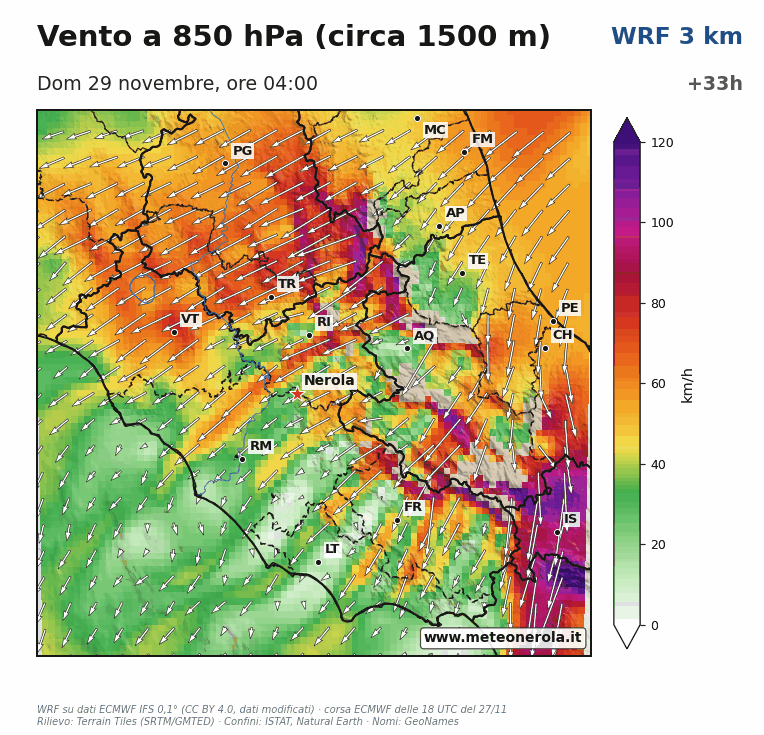 Vento a 850 hPa (circa 1500 m)
WRF 3 km
Dom 29 novembre, ore 04:00
+33h
MC
FM
PG
AP
TE
TR
PE
VT
RI
AQ
CH
Nerola
RM
FR
IS
LT
www.meteonerola.it
120
100
80
60
40
20
0
km/h
WRF su dati ECMWF IFS 0,1° (CC BY 4.0, dati modificati) · corsa ECMWF delle 18 UTC del 27/11
Rilievo: Terrain Tiles (SRTM/GMTED) · Confini: ISTAT, Natural Earth · Nomi: GeoNames